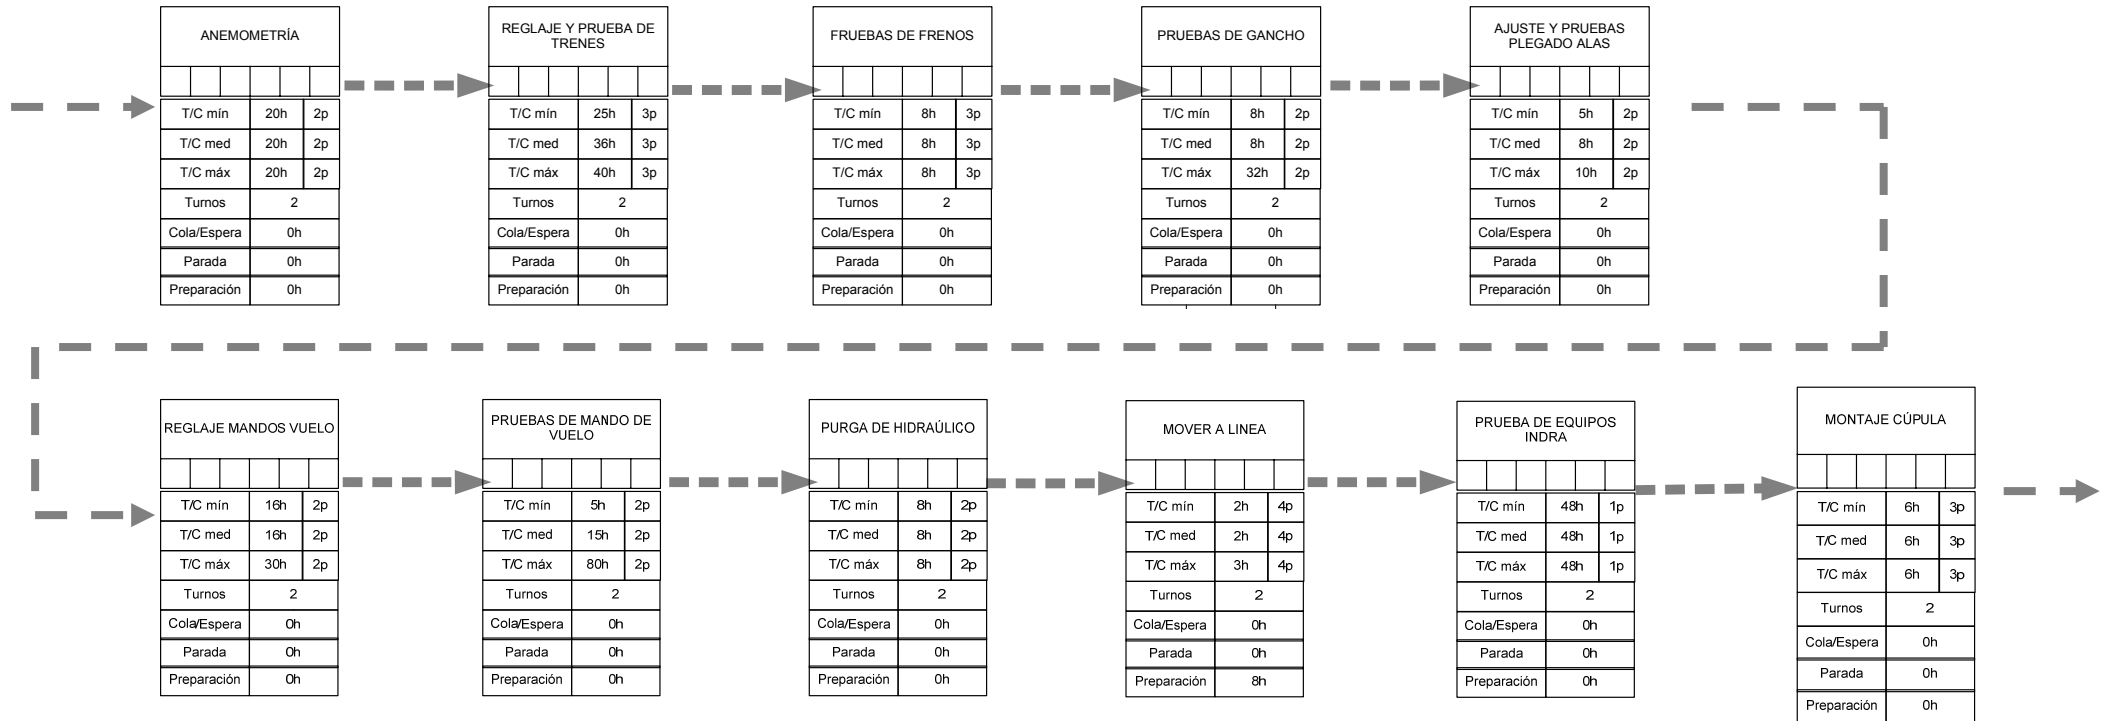 ANEMOMETRÍA
T/C mín 20h 2p
T/C med 20h 2p
T/C máx 20h 2p
Turnos 2
Cola/Espera 0h
Parada 0h
Preparación 0h
REGLAJE Y PRUEBA DE
TRENES
T/C mín 25h 3p
T/C med 36h 3p
T/C máx 40h 3p
Turnos 2
Cola/Espera 0h
Parada 0h
Preparación 0h
FRUEBAS DE FRENOS
T/C mín 8h 3p
T/C med 8h 3p
T/C máx 8h 3p
Turnos 2
Cola/Espera 0h
Parada 0h
Preparación 0h
PRUEBAS DE GANCHO
T/C mín 8h 2p
T/C med 8h 2p
T/C máx 32h 2p
Turnos 2
Cola/Espera 0h
Parada 0h
Preparación 0h
AJUSTE Y PRUEBAS
PLEGADO ALAS
T/C mín 5h 2p
T/C med 8h 2p
T/C máx 10h 2p
Turnos 2
Cola/Espera 0h
Parada 0h
Preparación 0h
REGLAJE MANDOS VUELO
T/C mín 16h 2p
T/C med 16h 2p
T/C máx 30h 2p
Turnos 2
Cola/Espera 0h
Parada 0h
Preparación 0h
PRUEBAS DE MANDO DE
VUELO
T/C mín 5h 2p
T/C med 15h 2p
T/C máx 80h 2p
Turnos 2
Cola/Espera 0h
Parada 0h
Preparación 0h
PURGA DE HIDRAÚLICO
T/C mín 8h 2p
T/C med 8h 2p
T/C máx 8h 2p
Turnos 2
Cola/Espera 0h
Parada 0h
Preparación 0h
MOVER A LINEA
T/C mín 2h 4p
T/C med 2h 4p
T/C máx 3h 4p
Turnos 2
Cola/Espera 0h
Parada 0h
Preparación 8h
PRUEBA DE EQUIPOS
INDRA
T/C mín 48h 1p
T/C med 48h 1p
T/C máx 48h 1p
Turnos 2
Cola/Espera 0h
Parada 0h
Preparación 0h
MONTAJE CÚPULA
T/C mín 6h 3p
T/C med 6h 3p
T/C máx 6h 3p
Turnos 2
Cola/Espera 0h
Parada 0h
Preparación 0h